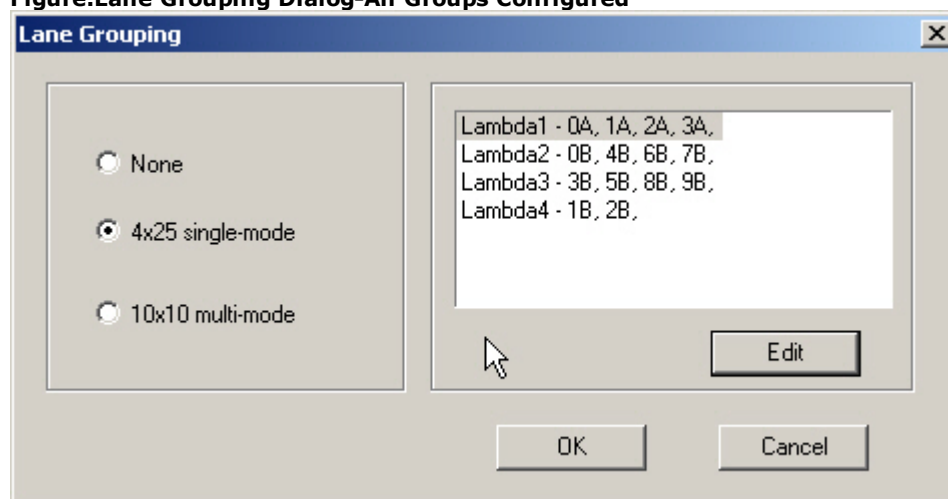 Figure:Lane Grouping Dialog-All Groups Configured
Lane Grouping
None
4x25 single-mode
10x10 multi-mode
Lambda1 - 0A, 1A, 2A, 3A,
Lambda2 - 0B, 4B, 6B, 7B,
Lambda3 - 3B, 5B, 8B, 9B,
Lambda4 - 1B, 2B,
Edit
OK
Cancel